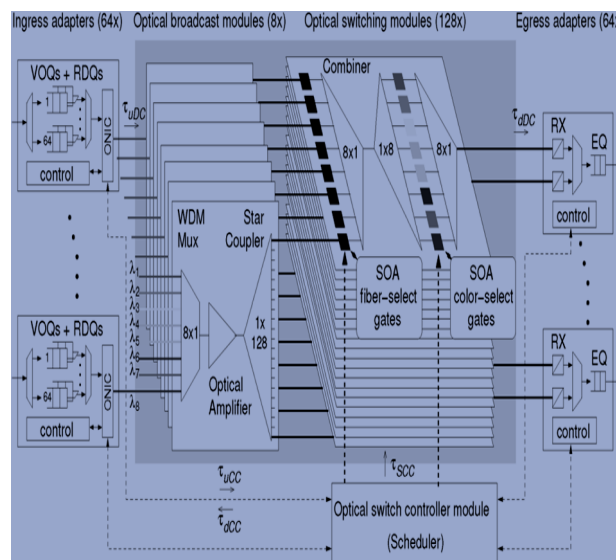 Ingress adapters (64x) Optical broadcast modules (8x) Optical switching modules (128x) Egress adapters (64x
VOQs + RDQs
1
64
ONIC
control
τuDC
Combiner
8x1
1x8
8x1
τdDC
RX
EQ
control
WDM
Mux
Star
Coupler
λ1
λ2
λ3
λ4
λ5
λ6
λ7
λ8
8x1
1x
128
Optical
Amplifier
SOA
fiber–select
gates
SOA
color–select
gates
VOQs + RDQs
1
64
ONIC
control
RX
EQ
control
τuCC
τdCC
τSCC
Optical switch controller module
(Scheduler)